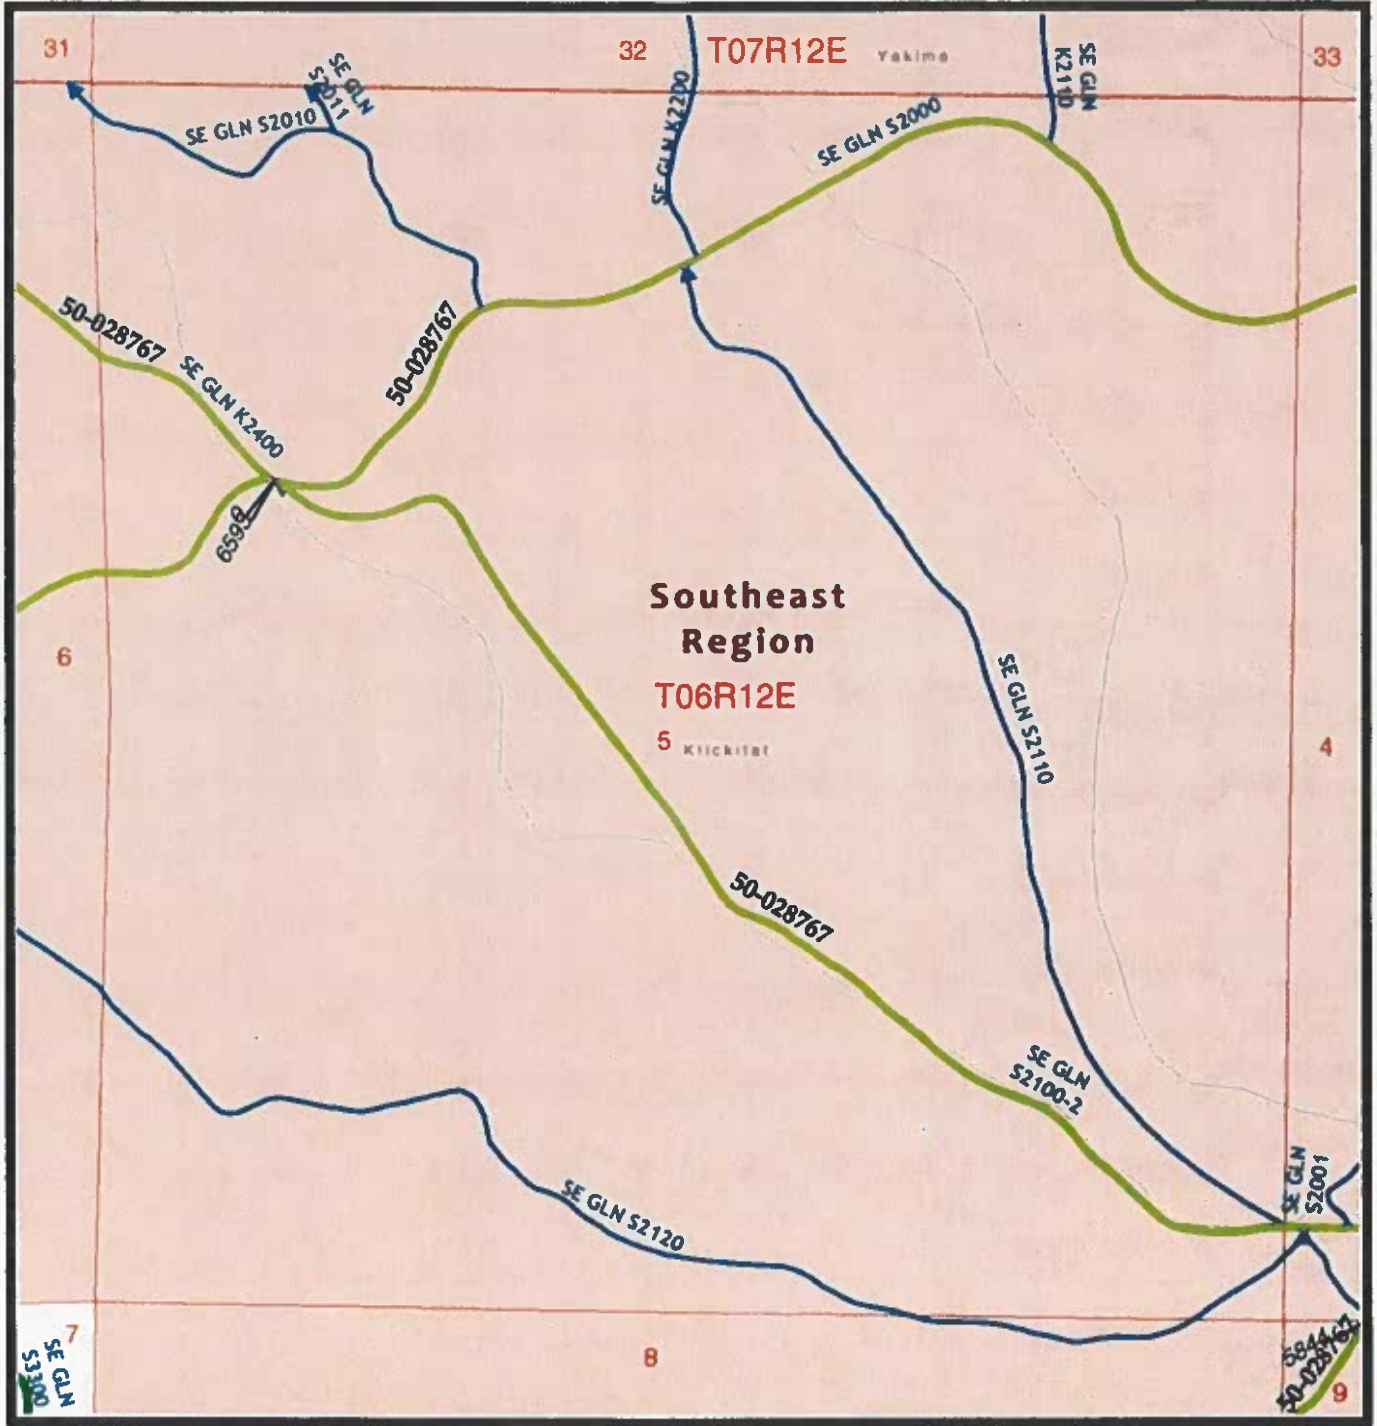 31
32
T07R12E
Yakima
33
SE GLN
S2011
SE GLN S2010
SE GLN K2200
SE GLN S2000
SE GLN
K2110
50-028767
SE GLN K2400
50-028767
Southeast
Region
T06R12E
5 Klickitat
6
4
SE GLN S2110
50-028767
SE GLN
S2100-2
SE GLN
S2001
SE GLN S2120
7
SE GLN
S3300
8
50-028767
9